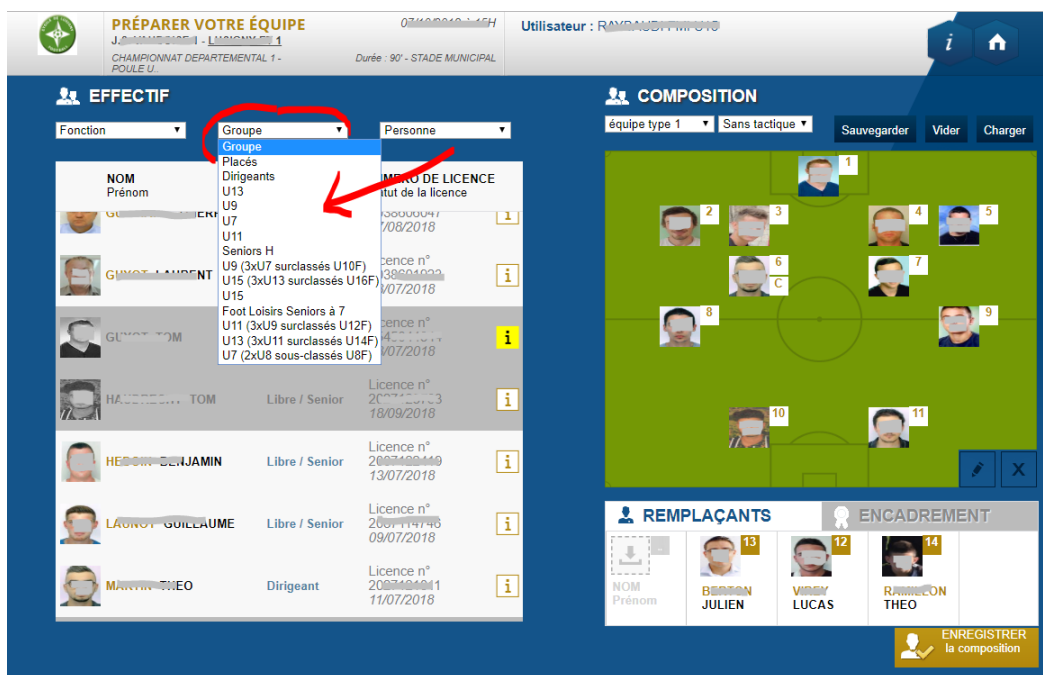 PRÉPARER VOTRE ÉQUIPE
1
CHAMPIONNAT DEPARTEMENTAL 1 -
POULE U..
Durée : 90' - STADE MUNICIPAL
Utilisateur :
i
EFFECTIF
Fonction
Groupe
Personne
Groupe
Placés
Dirigeants
U13
U9
U7
U11
Seniors H
U9 (3xU7 surclassés U10F)
U15 (3xU13 surclassés U16F)
U15
Foot Loisirs Seniors à 7
U11 (3xU9 surclassés U12F)
U13 (3xU11 surclassés U14F)
U7 (2xU8 sous-classés U8F)
NOM
Prénom
DE LICENCE
de la licence
/08/2018
i
/07/2018
i
TOM
/07/2018
i
TOM
Libre / Senior
Licence n°
18/09/2018
i
BENJAMIN
Libre / Senior
Licence n°
13/07/2018
i
GUILLAUME
Libre / Senior
Licence n°
09/07/2018
i
THEO
Dirigeant
Licence n°
11/07/2018
i
COMPOSITION
équipe type 1
Sans tactique
Sauvegarder
Vider
Charger
1
2
3
4
5
6
C
7
8
9
10
11
X
REMPLAÇANTS
ENCADREMENT
NOM
Prénom
13
JULIEN
12
LUCAS
14
THEO
ENREGISTRER
la composition